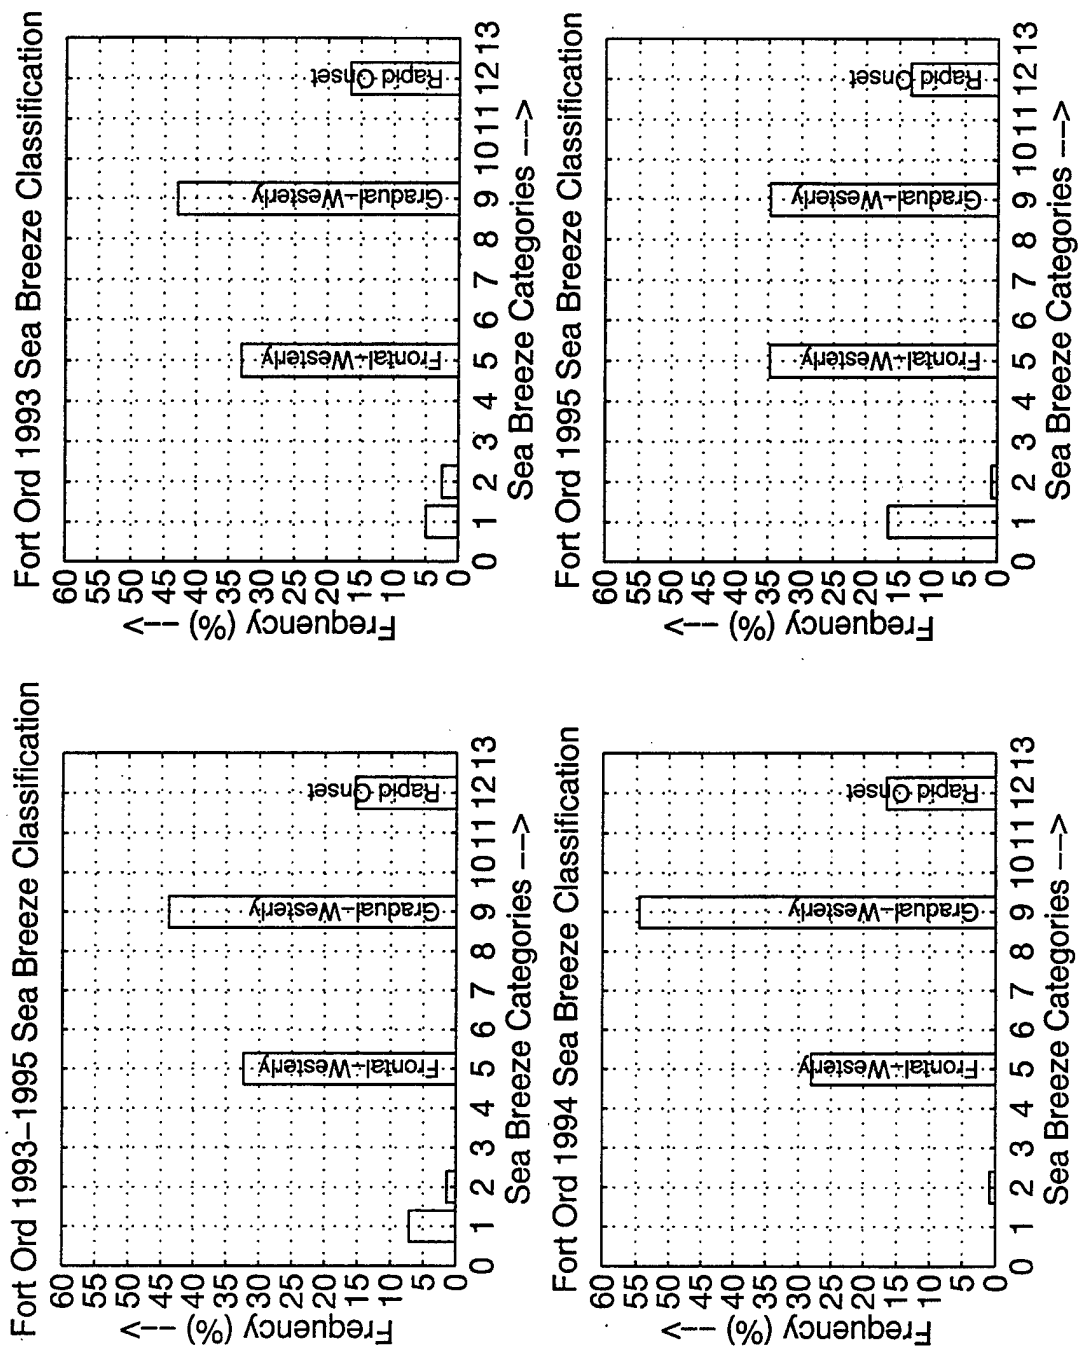 Fort Ord 1993–1995 Sea Breeze Classification
60
55
50
45
40
35
30
25
20
15
10
5
0
Frequency (%) −−>
Frontal−Westerly
Gradual−Westerly
Rapid Onset
0 1 2 3 4 5 6 7 8 9 10 11 12 13
Sea Breeze Categories −−−>
Fort Ord 1993 Sea Breeze Classification
60
55
50
45
40
35
30
25
20
15
10
5
0
Frequency (%) −−>
Frontal−Westerly
Gradual−Westerly
Rapid Onset
0 1 2 3 4 5 6 7 8 9 10 11 12 13
Sea Breeze Categories −−−>
Fort Ord 1994 Sea Breeze Classification
60
55
50
45
40
35
30
25
20
15
10
5
0
Frequency (%) −−>
Frontal−Westerly
Gradual−Westerly
Rapid Onset
0 1 2 3 4 5 6 7 8 9 10 11 12 13
Sea Breeze Categories −−−>
Fort Ord 1995 Sea Breeze Classification
60
55
50
45
40
35
30
25
20
15
10
5
0
Frequency (%) −−>
Frontal−Westerly
Gradual−Westerly
Rapid Onset
0 1 2 3 4 5 6 7 8 9 10 11 12 13
Sea Breeze Categories −−−>